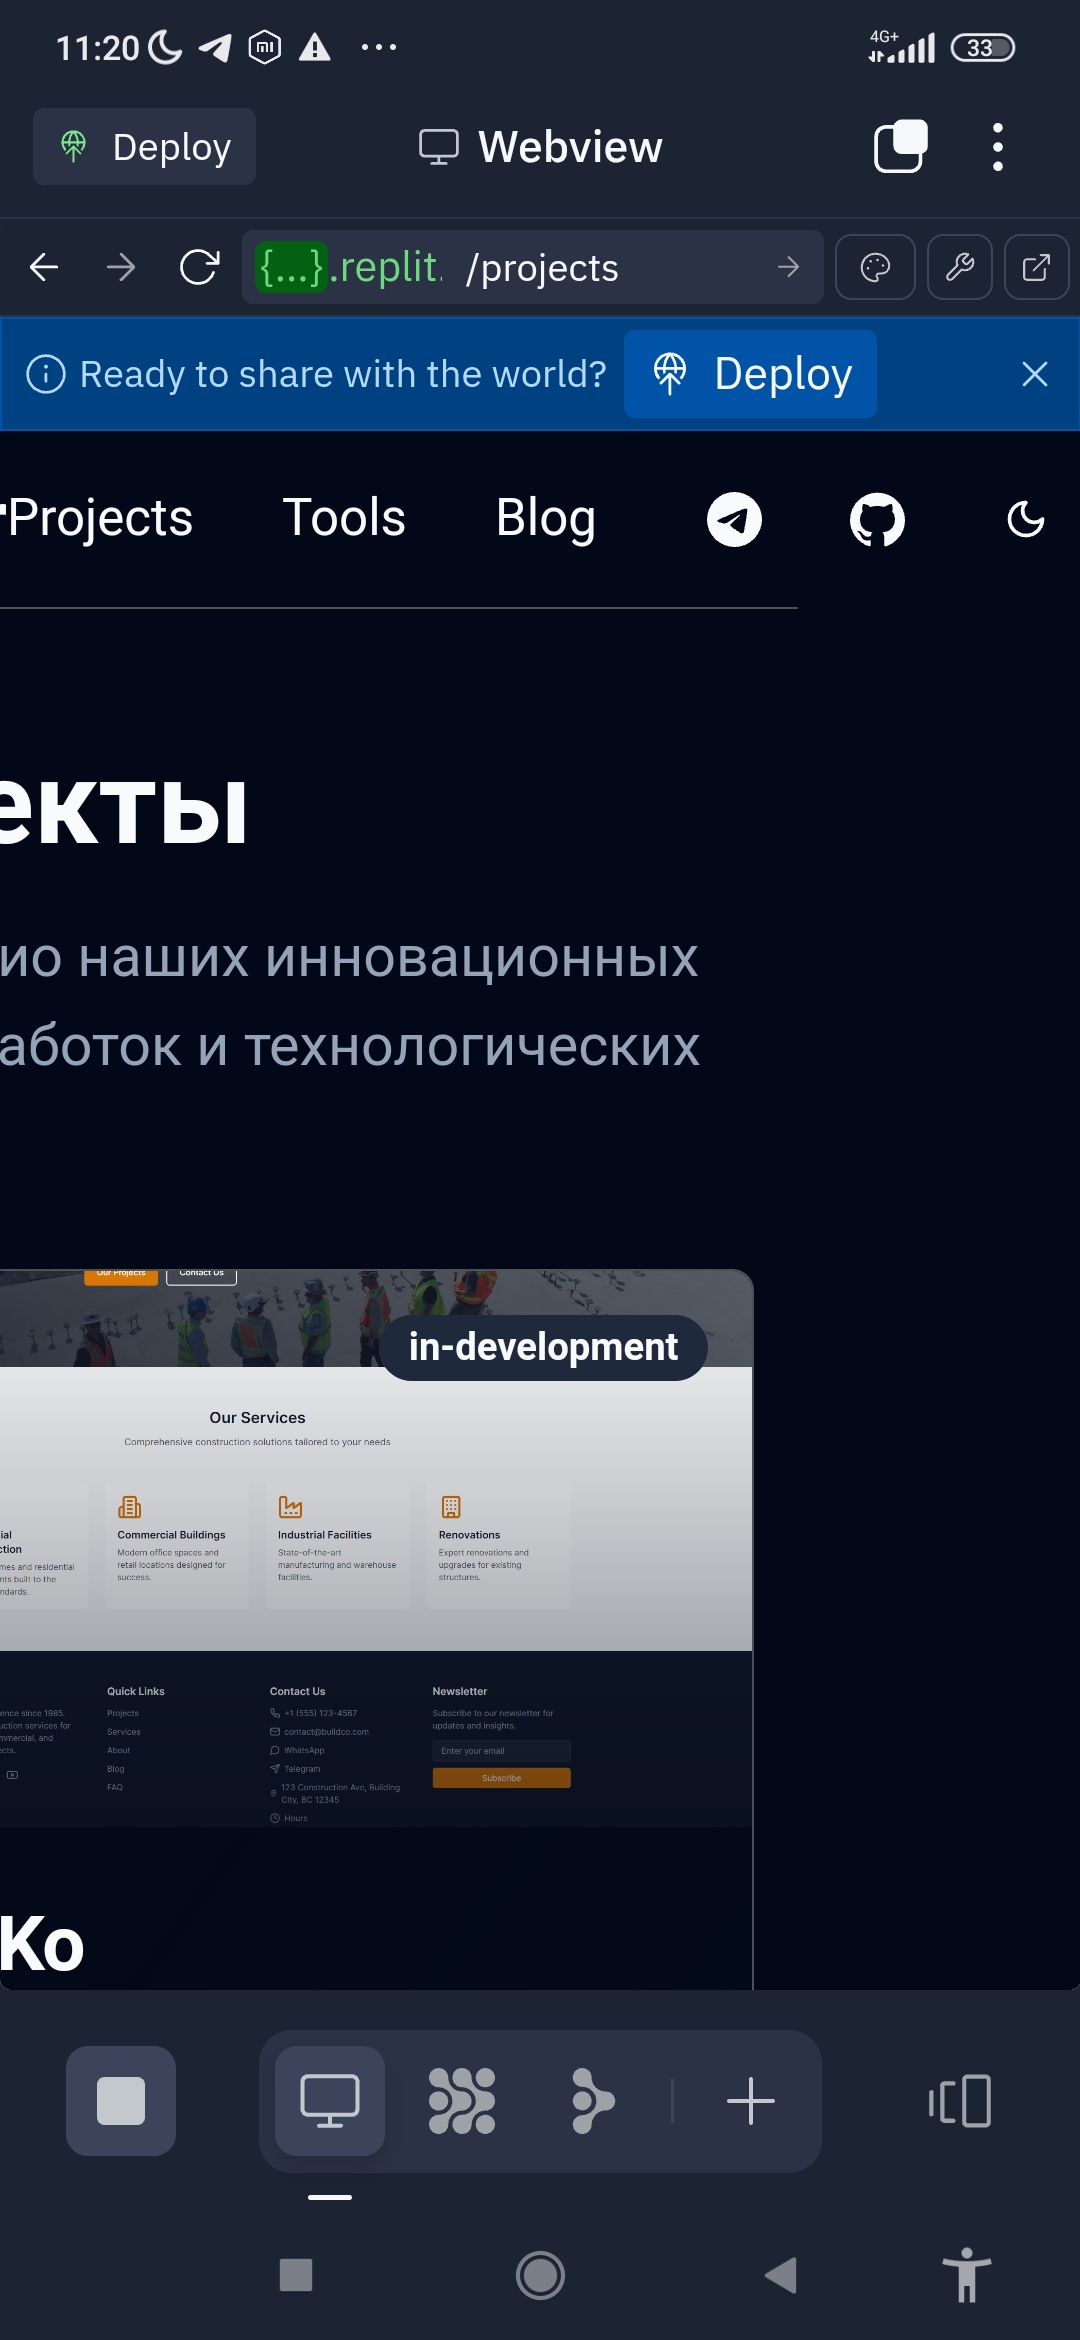 11:20
4G+
33
Deploy
Webview
{...}.replit. /projects
Ready to share with the world?
Deploy
Projects
Tools
Blog
екты
ио наших инновационных
аботок и технологических
Our Projects
Contact Us
in-development
Our Services
Comprehensive construction solutions tailored to your needs
ial
ction
mes and residential
nts built to the
ndards.
Commercial Buildings
Modern office spaces and
retail locations designed for
success.
Industrial Facilities
State-of-the-art
manufacturing and warehouse
facilities.
Renovations
Expert renovations and
upgrades for existing
structures.
ence since 1985.
uction services for
mmercial, and
ects.
Quick Links
Projects
Services
About
Blog
FAQ
Contact Us
+1 (555) 123-4567
contact@buildco.com
WhatsApp
Telegram
123 Construction Ave, Building
City, BC 12345
Hours
Newsletter
Subscribe to our newsletter for
updates and insights.
Enter your email
Subscribe
Ko